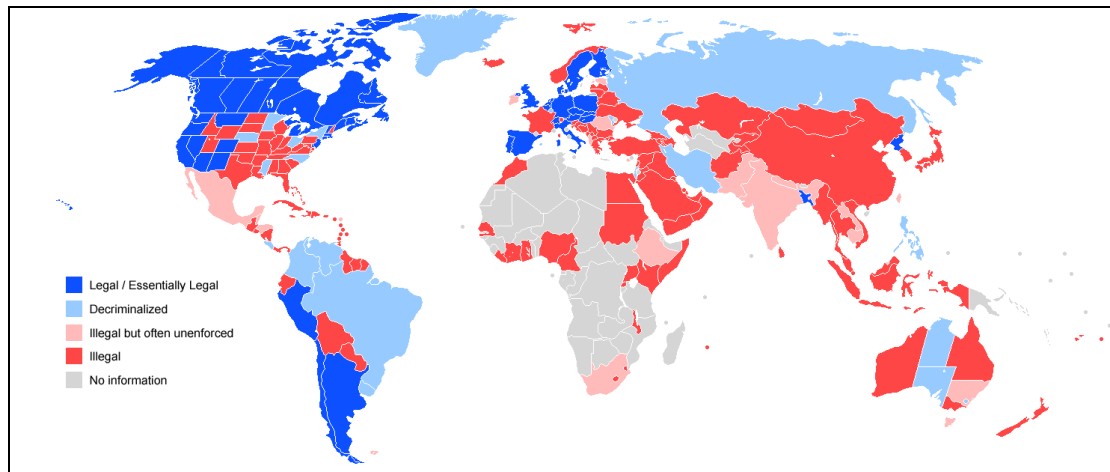 Legal / Essentially Legal
Decriminalized
Illegal but often unenforced
Illegal
No information